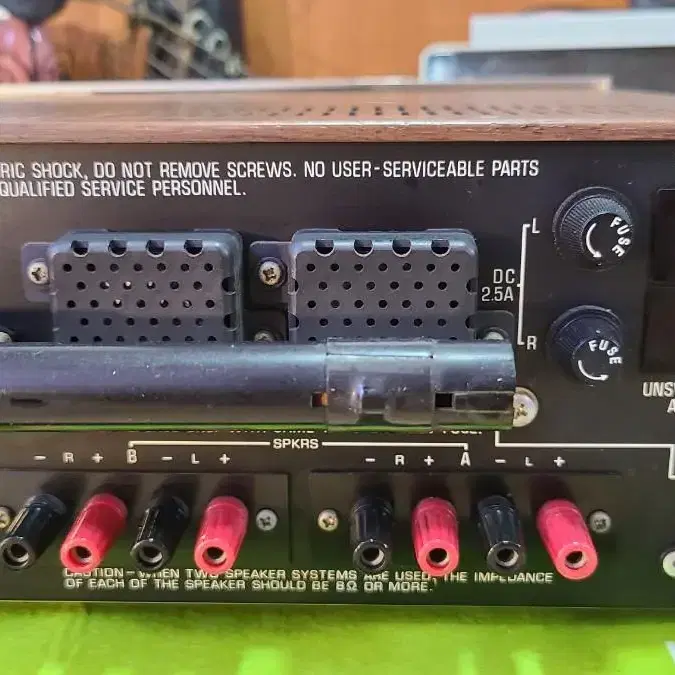 RIC SHOCK, DO NOT REMOVE SCREWS. NO USER-SERVICEABLE PARTS
QUALIFIED SERVICE PERSONNEL.
L
FUSE
DC
2.5A
R
FUSE
UNS
A
SPKRS
- R + B - L +
- R + A - L +
CAUTION-WHEN TWO SPEAKER SYSTEMS ARE USED, THE IMPEDANCE
OF EACH OF THE SPEAKER SHOULD BE 8Ω OR MORE.